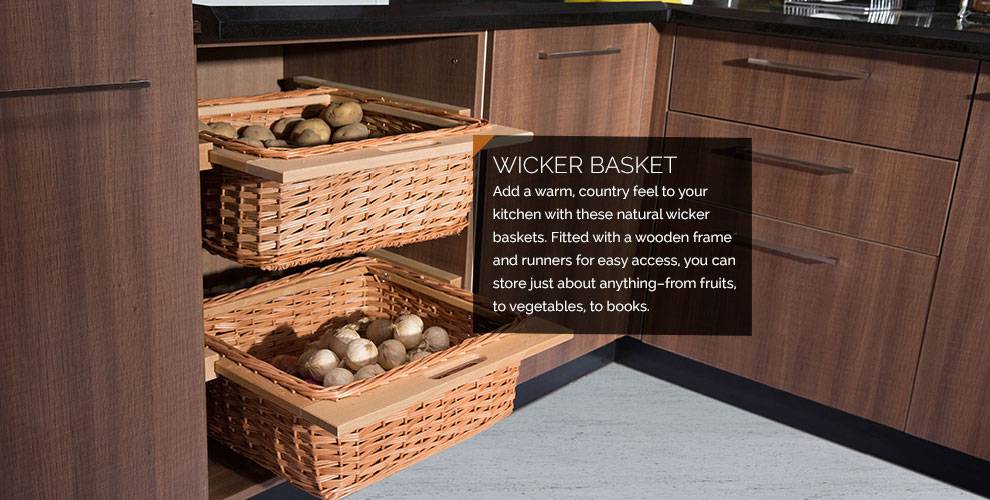 WICKER BASKET
Add a warm, country feel to your
kitchen with these natural wicker
baskets. Fitted with a wooden frame
and runners for easy access, you can
store just about anything–from fruits,
to vegetables, to books.